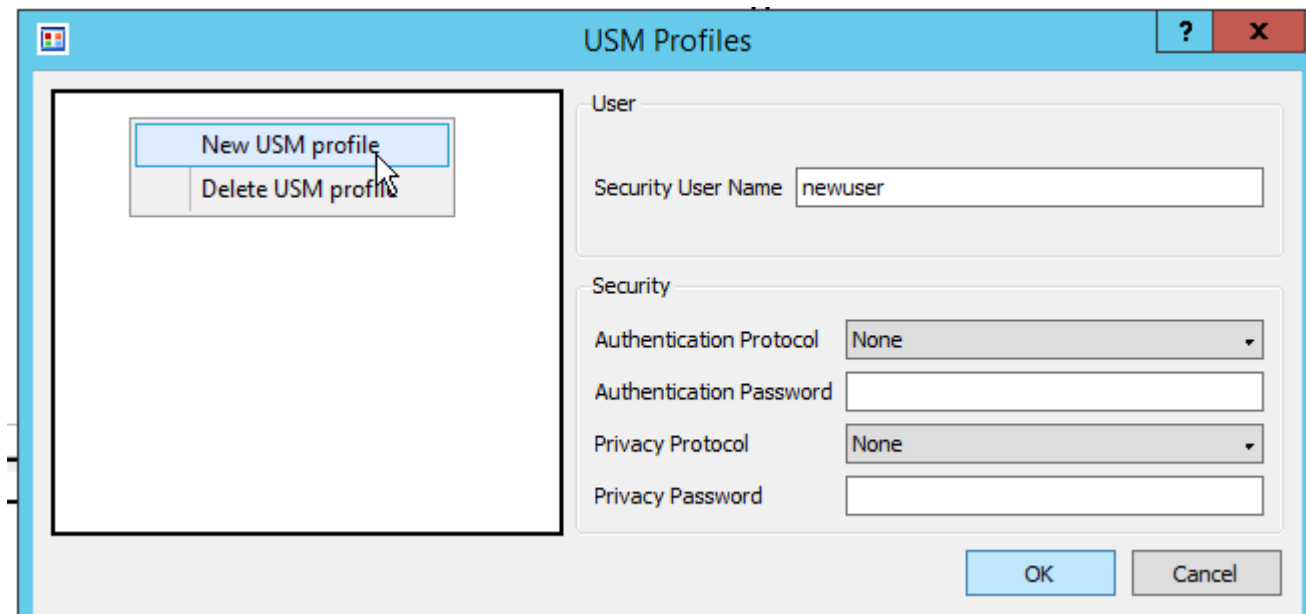 USM Profiles
?
x
New USM profile
Delete USM profile
User
Security User Name newuser
Security
Authentication Protocol None
Authentication Password
Privacy Protocol None
Privacy Password
OK Cancel